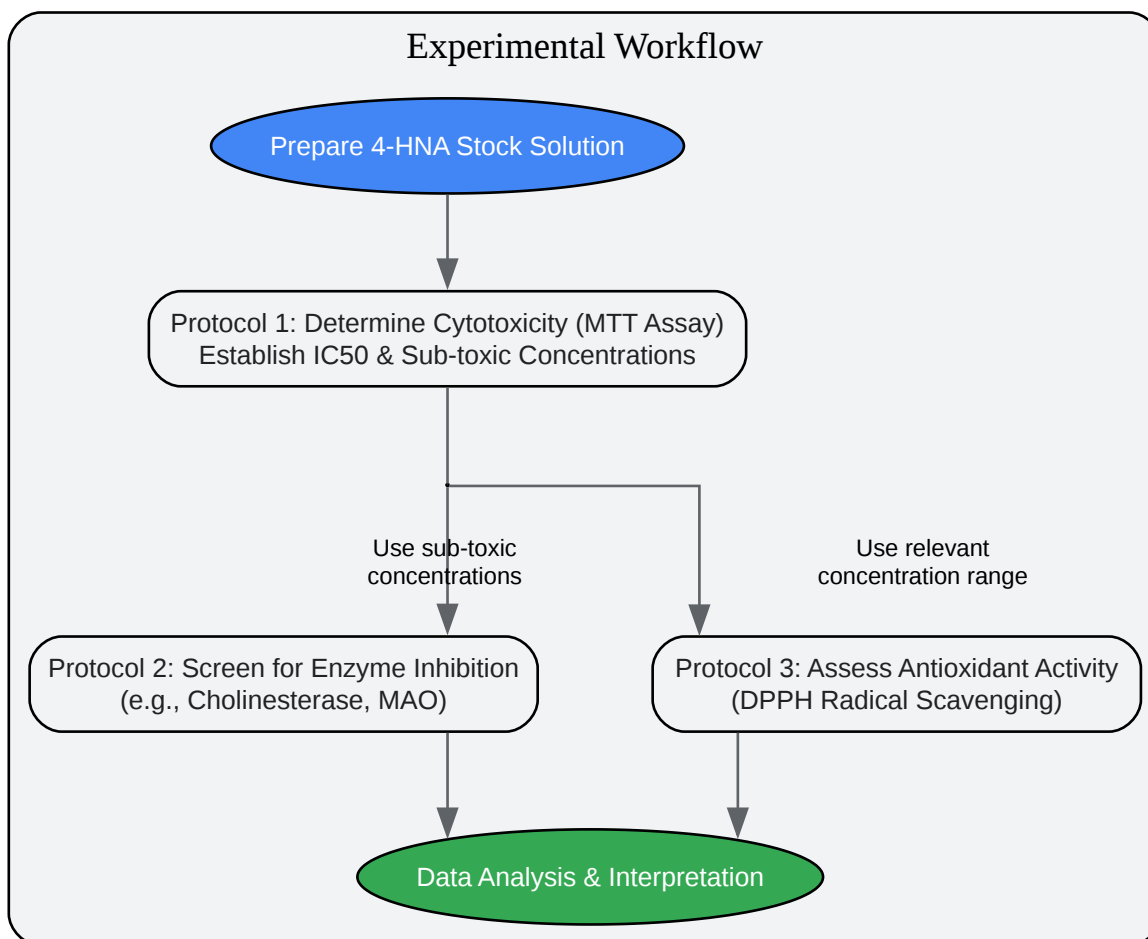 Experimental Workflow
Prepare 4-HNA Stock Solution
Protocol 1: Determine Cytotoxicity (MTT Assay)
Establish IC50 & Sub-toxic Concentrations
Use sub-toxic
concentrations
Use relevant
concentration range
Protocol 2: Screen for Enzyme Inhibition
(e.g., Cholinesterase, MAO)
Protocol 3: Assess Antioxidant Activity
(DPPH Radical Scavenging)
Data Analysis & Interpretation